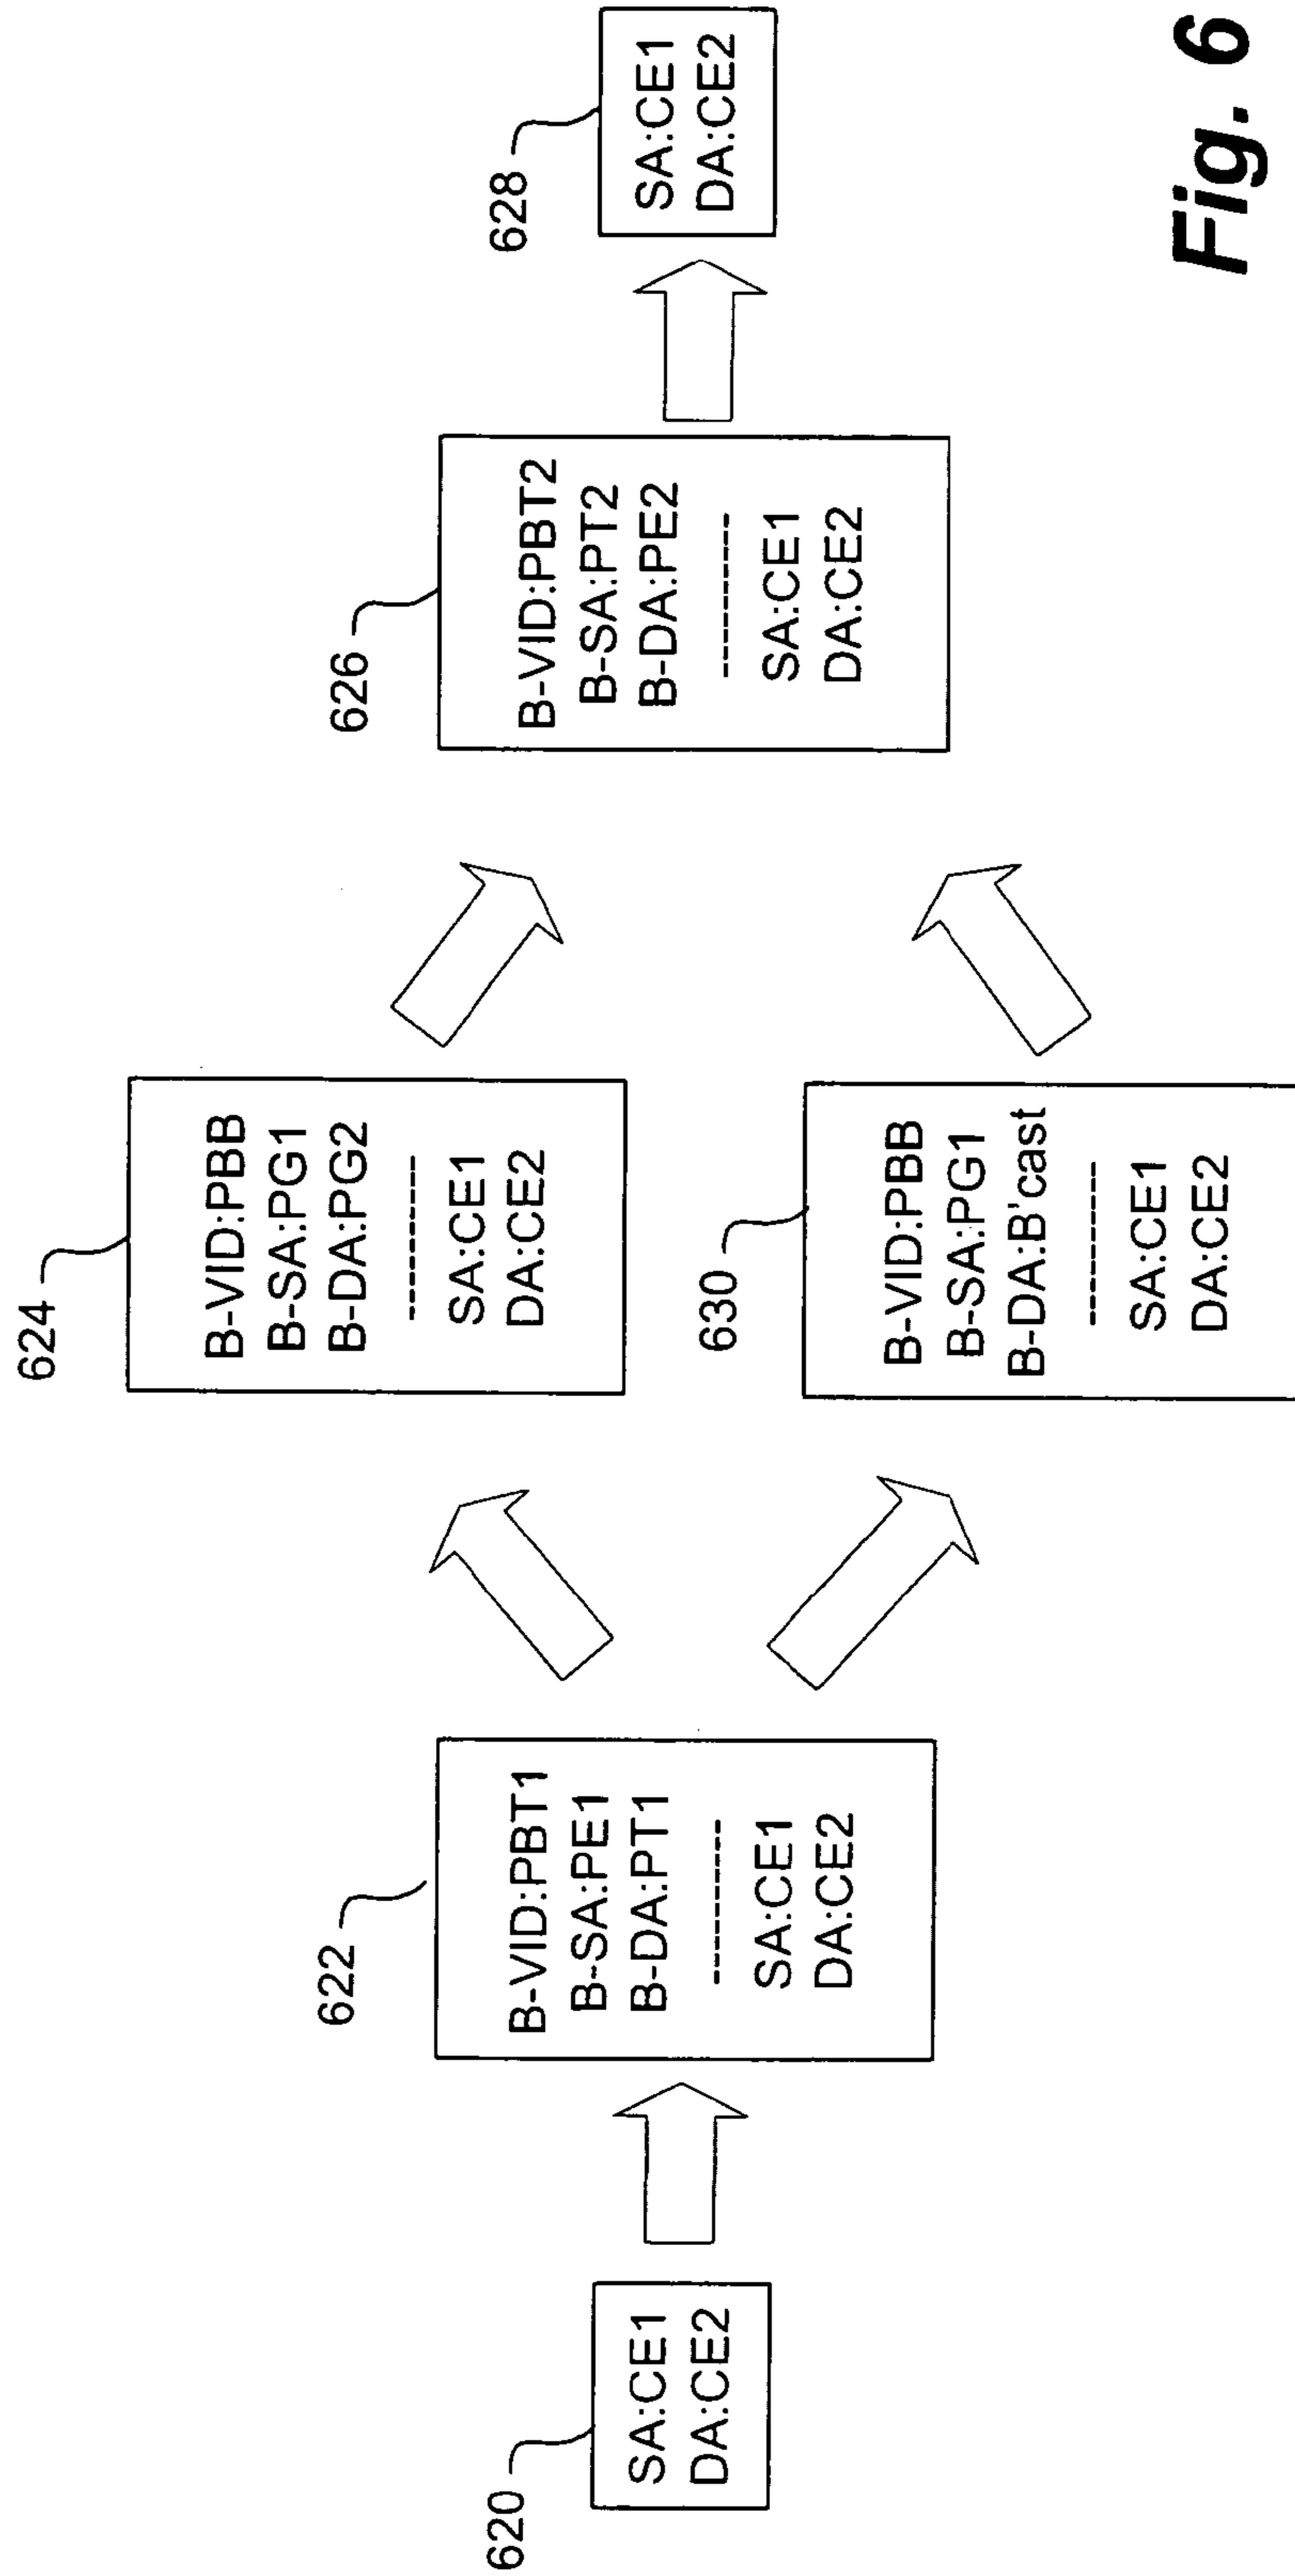 620
SA:CE1
DA:CE2
622
B-VID:PBT1
B-SA:PE1
B-DA:PT1
---------
SA:CE1
DA:CE2
624
B-VID:PBB
B-SA:PG1
B-DA:PG2
---------
SA:CE1
DA:CE2
630
B-VID:PBB
B-SA:PG1
B-DA:B'cast
---------
SA:CE1
DA:CE2
626
B-VID:PBT2
B-SA:PT2
B-DA:PE2
---------
SA:CE1
DA:CE2
628
SA:CE1
DA:CE2
Fig. 6